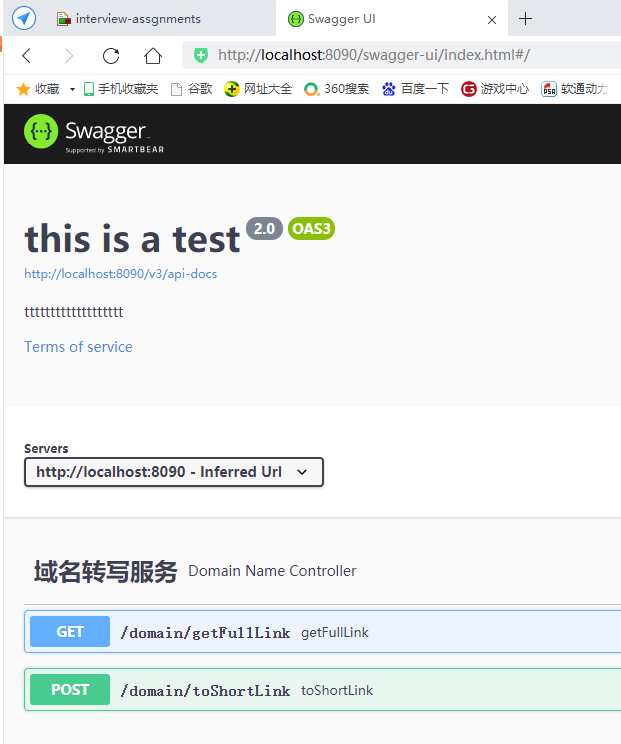 interview-assgnments
Swagger UI
http://localhost:8090/swagger-ui/index.html#/
收藏 手机收藏夹 谷歌 网址大全 360搜索 百度一下 游戏中心 软通动力
Swagger
Supported by SMARTBEAR
this is a test 2.0 OAS3
http://localhost:8090/v3/api-docs
ttttttttttttttttttt
Terms of service
Servers
http://localhost:8090 - Inferred Url
域名转写服务 Domain Name Controller
GET /domain/getFullLink getFullLink
POST /domain/toShortLink toShortLink